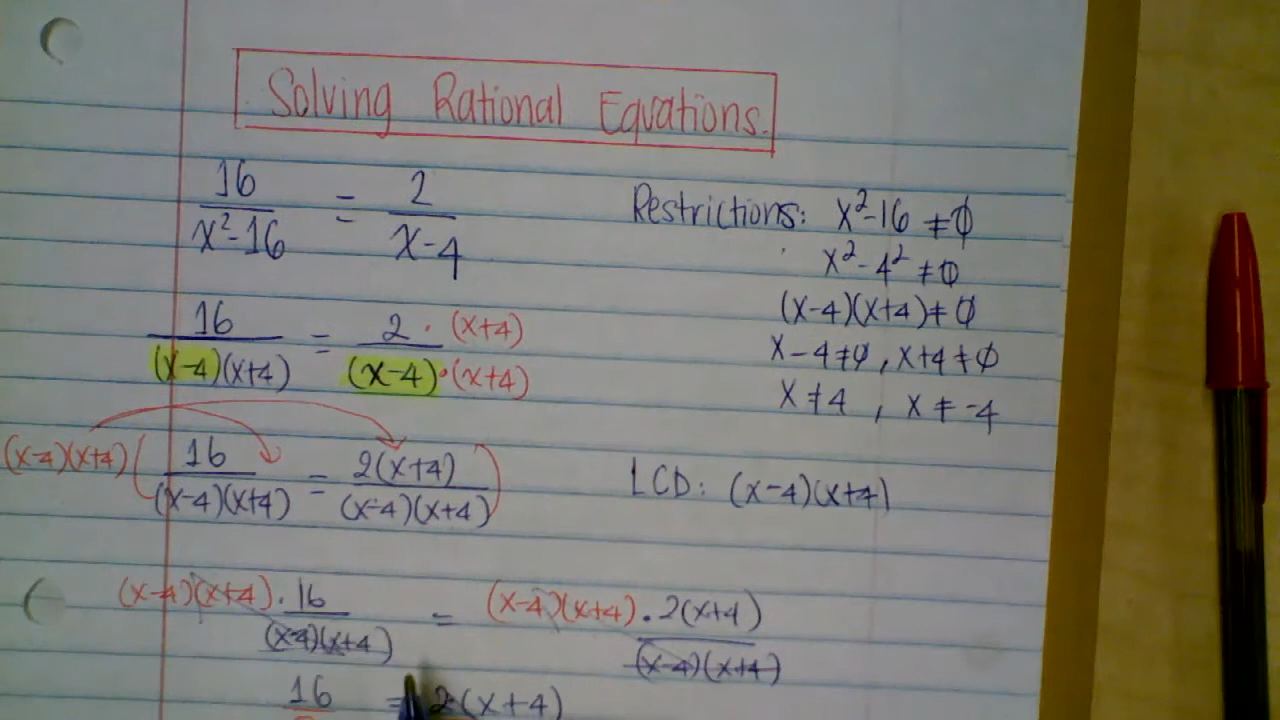 Solving Rational Equations.
16/(x²-16) = 2/(x-4)
Restrictions: x²-16 ≠ 0
x²-4² ≠ 0
(x-4)(x+4) ≠ 0
x-4≠0, x+4≠0
x≠4, x≠-4
16/((x-4)(x+4)) = 2·(x+4)/((x-4)·(x+4))
(x-4)(x+4)(16/((x-4)(x+4)) = 2(x+4)/((x-4)(x+4)))
LCD: (x-4)(x+4)
(x-4)(x+4)·16/((x-4)(x+4)) = (x-4)(x+4)·2(x+4)/((x-4)(x+4))
16 = 2(x+4)